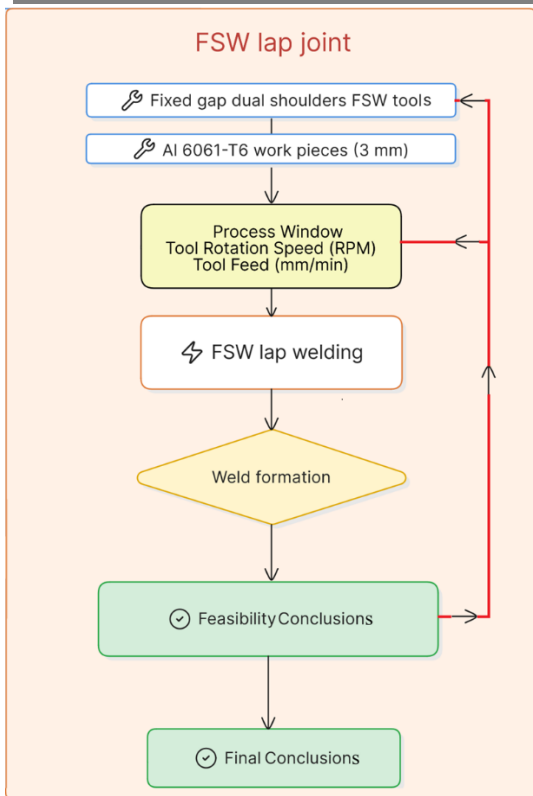 FSW lap joint
Fixed gap dual shoulders FSW tools
Al 6061-T6 work pieces (3 mm)
Process Window
Tool Rotation Speed (RPM)
Tool Feed (mm/min)
FSW lap welding
Weld formation
Feasibility Conclusions
Final Conclusions